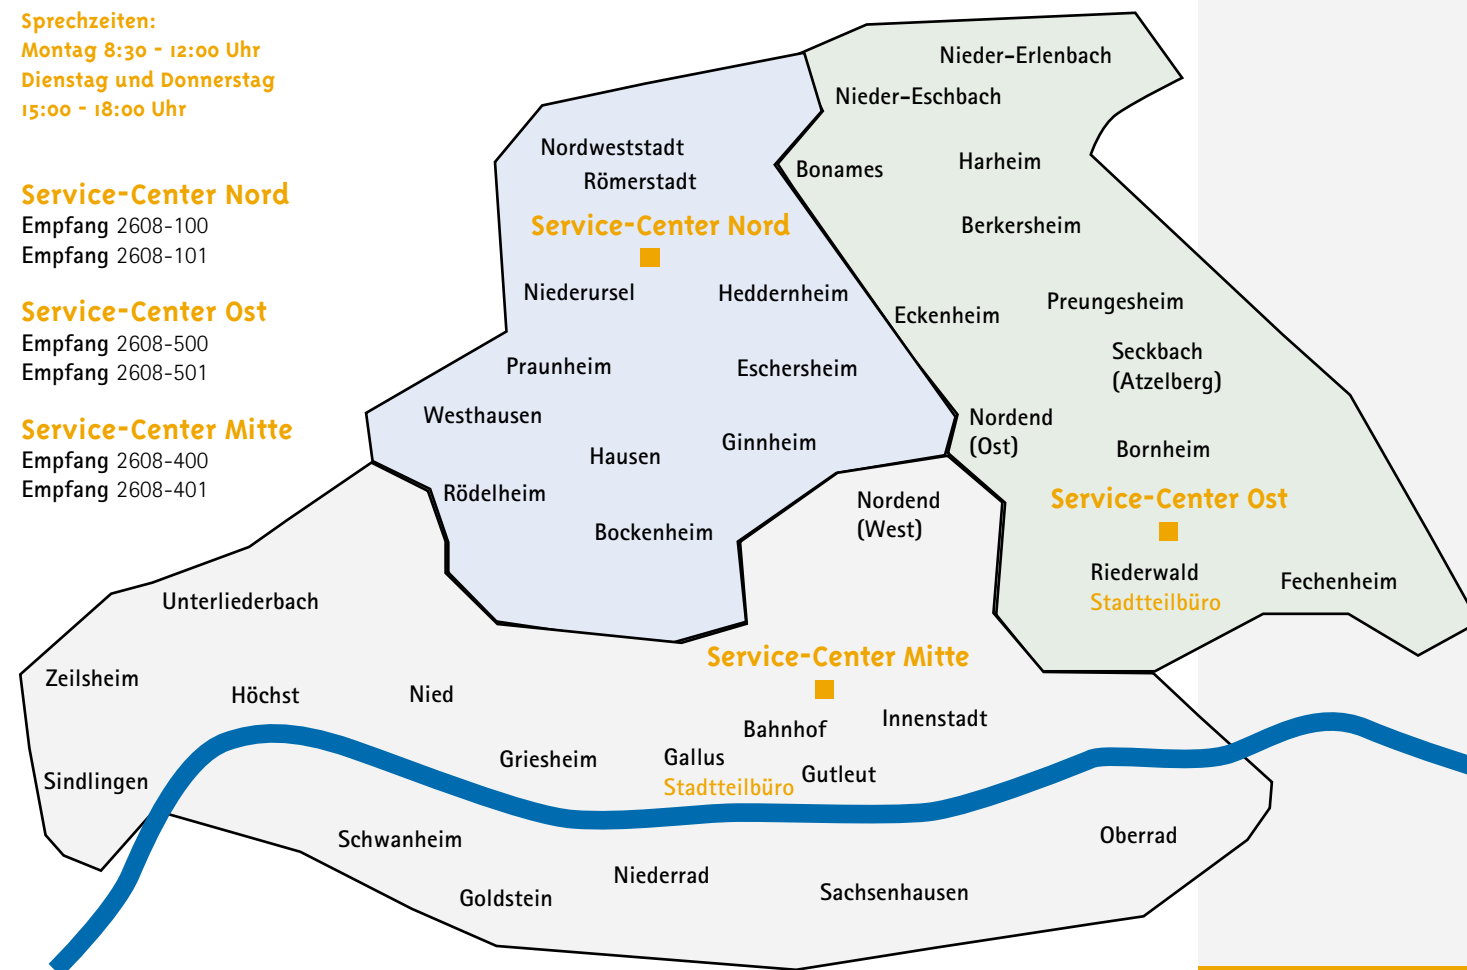 Sprechzeiten:
Montag 8:30 - 12:00 Uhr
Dienstag und Donnerstag
15:00 - 18:00 Uhr
Service-Center Nord
Empfang 2608-100
Empfang 2608-101
Service-Center Ost
Empfang 2608-500
Empfang 2608-501
Service-Center Mitte
Empfang 2608-400
Empfang 2608-401
Nordweststadt
Römerstadt
Service-Center Nord
Niederursel
Heddernheim
Praunheim
Eschersheim
Westhausen
Ginnheim
Hausen
Rödelheim
Bockenheim
Nieder-Erlenbach
Nieder-Eschbach
Bonames
Harheim
Berkersheim
Eckenheim
Preungesheim
Seckbach
(Atzelberg)
Nordend
(Ost)
Bornheim
Service-Center Ost
Riederwald
Stadtteilbüro
Fechenheim
Nordend
(West)
Unterliederbach
Service-Center Mitte
Zeilsheim
Höchst
Nied
Innenstadt
Bahnhof
Griesheim
Gallus
Stadtteilbüro
Gutleut
Sindlingen
Schwanheim
Oberrad
Niederrad
Goldstein
Sachsenhausen